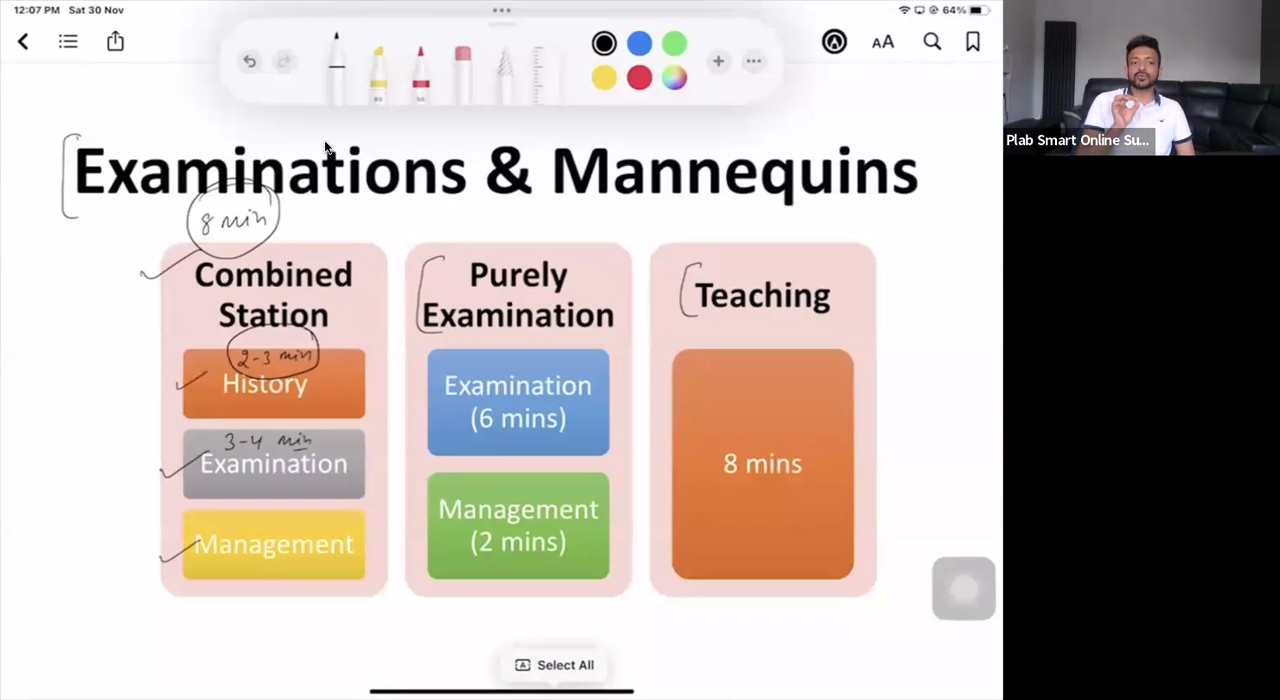 12:07 PM Sat 30 Nov
64%
AA
Plab Smart Online Su...
Examinations & Mannequins
8 min
Combined
Station
2-3 min
History
3-4 min
Examination
Management
Purely
Examination
Examination
(6 mins)
Management
(2 mins)
Teaching
8 mins
A Select All